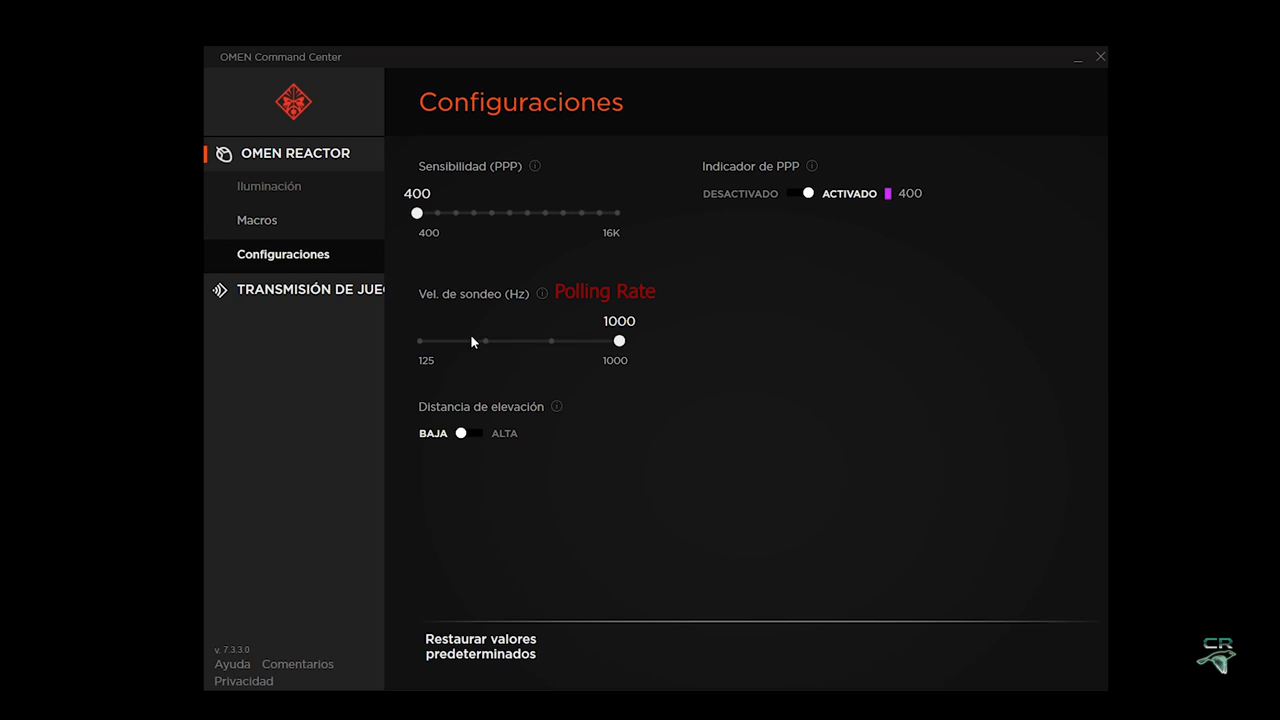 OMEN Command Center
Configuraciones
OMEN REACTOR
Iluminación
Macros
Configuraciones
TRANSMISIÓN DE JUE
Sensibilidad (PPP)
400
400 16K
Indicador de PPP
DESACTIVADO ACTIVADO 400
Vel. de sondeo (Hz) Polling Rate
1000
125 1000
Distancia de elevación
BAJA ALTA
Restaurar valores
predeterminados
v. 7.3.3.0
Ayuda Comentarios
Privacidad
CR